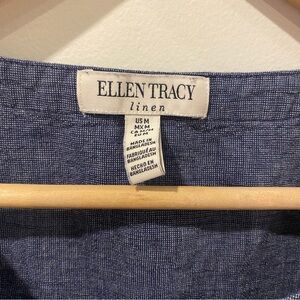 ELLEN TRACY
linen
US M
MX M
MADE IN
BANGLADESH
FABRIQUÉ AU
BANGLADESH
HECHO EN
BANGLADESH